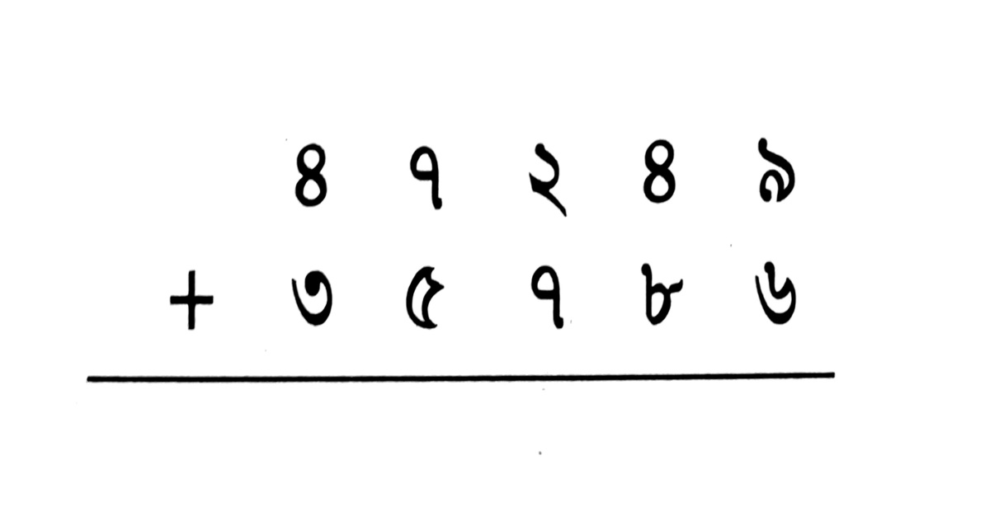 ৪ ৭ ২ ৪ ৯
+ ৩ ৫ ৭ ৮ ৬